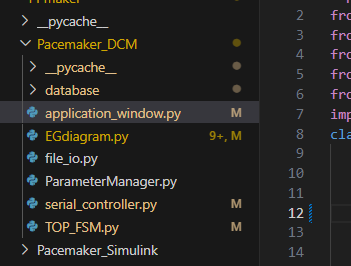 __pycache__
Pacemaker_DCM
__pycache__
database
application_window.py M
EGdiagram.py 9+, M
file_io.py
ParameterManager.py
serial_controller.py M
TOP_FSM.py M
Pacemaker_Simulink
2 fro
3 fro
4 fro
5 fro
6 fro
7 imp
8 cla
9
10
11
12
13
14